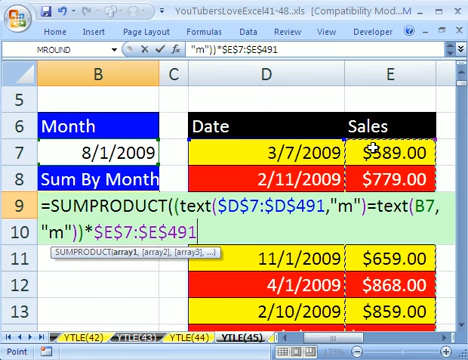 YouTubersLoveExcel41-48..xls [Compatibility Mod...
Home Insert PageLayout Formulas Data Review View Developer
MROUND "m"))*$E$7:$E$491
B C D E
5
6 Month Date Sales
7 8/1/2009 3/7/2009 $389.00
8 Sum By Month 2/11/2009 $779.00
9 =SUMPRODUCT((text($D$7:$D$491,"m")=text(B7,
10 "m"))*$E$7:$E$491
SUMPRODUCT(array1, [array2], [array3], ...)
11 11/1/2009 $659.00
12 4/1/2009 $868.00
13 2/10/2009 $859.00
YTLE(42) YTLE(43) YTLE(44) YTLE(45)
Point 175%